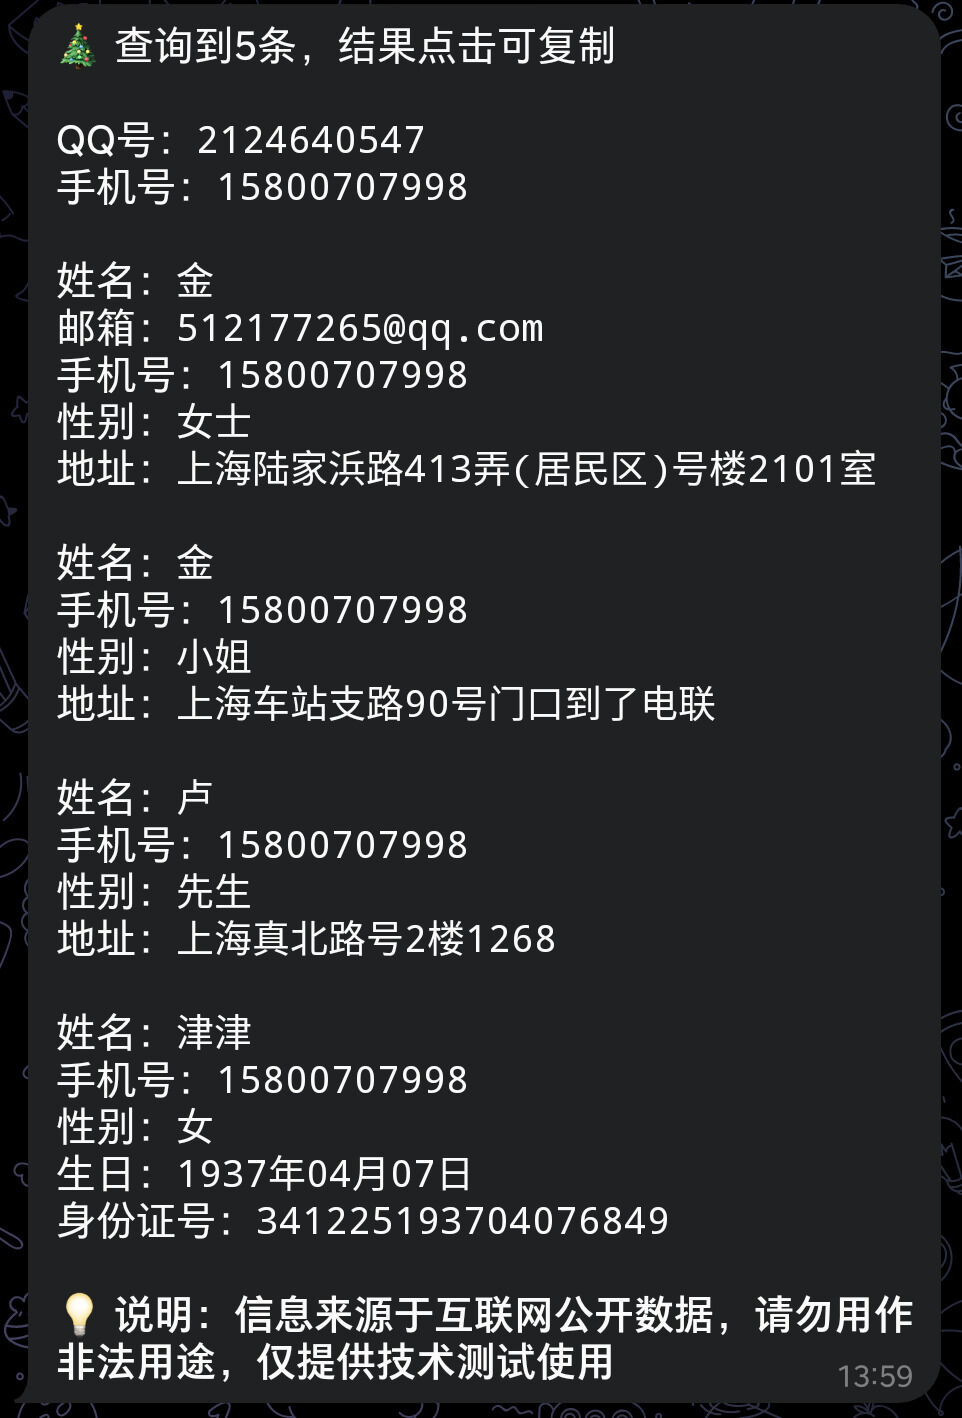 🎄 查询到5条，结果点击可复制
QQ号：2124640547
手机号：15800707998
姓名：金
邮箱：512177265@qq.com
手机号：15800707998
性别：女士
地址：上海陆家浜路413弄(居民区)号楼2101室
姓名：金
手机号：15800707998
性别：小姐
地址：上海车站支路90号门口到了电联
姓名：卢
手机号：15800707998
性别：先生
地址：上海真北路号2楼1268
姓名：津津
手机号：15800707998
性别：女
生日：1937年04月07日
身份证号：341225193704076849
💡 说明：信息来源于互联网公开数据，请勿用作
非法用途，仅提供技术测试使用
13:59